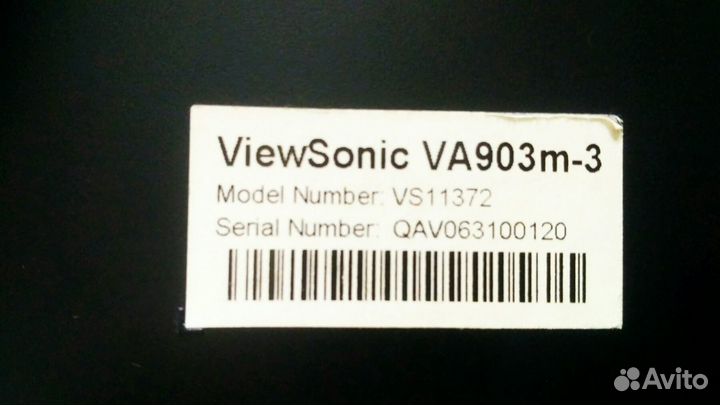 ViewSonic VA903m-3
Model Number: VS11372
Serial Number: QAV063100120
Avito